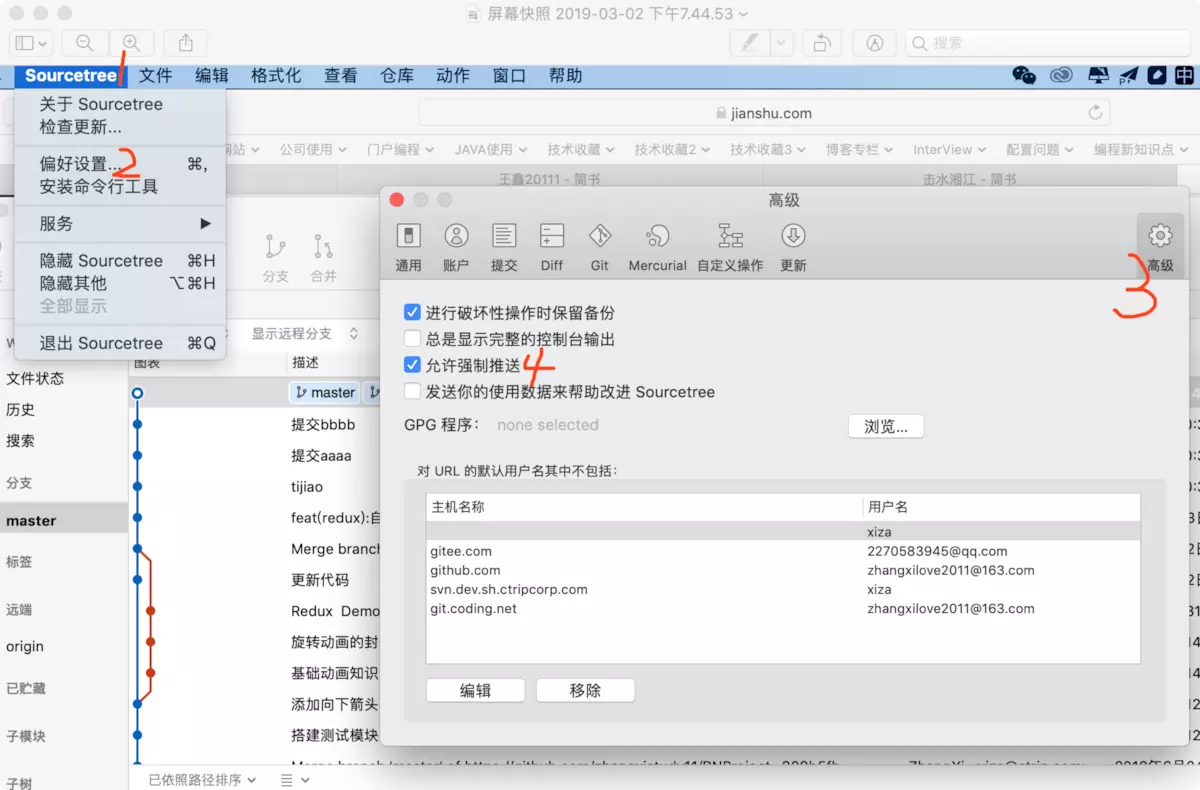 屏幕快照 2019-03-02 下午7.44.53
搜索
Sourcetree 文件 编辑 格式化 查看 仓库 动作 窗口 帮助
1
关于 Sourcetree
检查更新...
偏好设置... ⌘,
2
安装命令行工具
服务
隐藏 Sourcetree ⌘H
隐藏其他 ⌥⌘H
全部显示
退出 Sourcetree ⌘Q
jianshu.com
公司使用 门户编程 JAVA使用 技术收藏 技术收藏2 技术收藏3 博客专栏 InterView 配置问题 编程新知识点
王鑫20111 - 简书 击水湘江 - 简书
分支 合并
显示远程分支
图表 描述
文件状态
历史
搜索
分支
master
标签
远端
origin
已贮藏
子模块
子树
master
提交bbbb
提交aaaa
tijiao
feat(redux):自
Merge branch
更新代码
Redux Demo
旋转动画的封
基础动画知识
添加向下箭头
搭建测试模块
已依照路径排序
高级
通用 账户 提交 Diff Git Mercurial 自定义操作 更新 高级
3
进行破坏性操作时保留备份
总是显示完整的控制台输出
允许强制推送
4
发送你的使用数据来帮助改进 Sourcetree
GPG 程序: none selected 浏览...
对 URL 的默认用户名其中不包括:
主机名称 用户名
xiza
gitee.com 2270583945@qq.com
github.com zhangxilove2011@163.com
svn.dev.sh.ctripcorp.com xiza
git.coding.net zhangxilove2011@163.com
编辑 移除